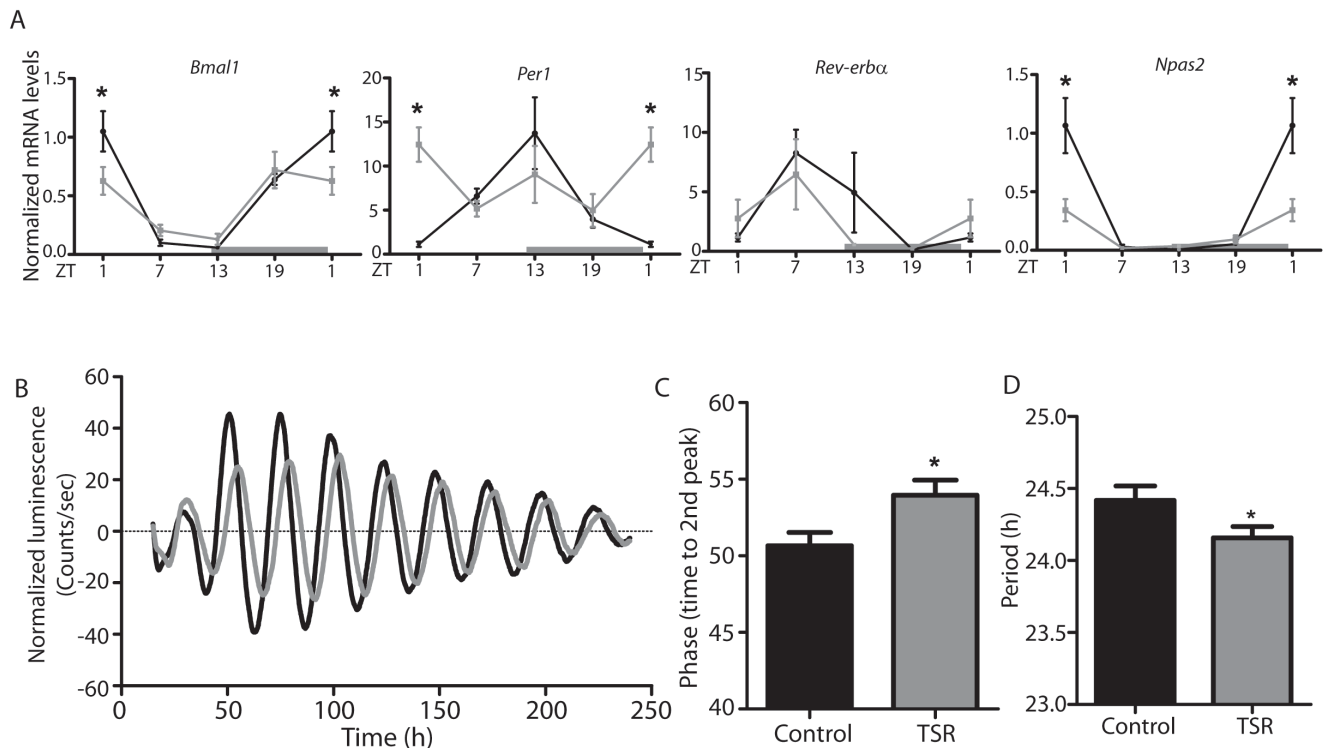 A
Normalized mRNA levels
Bmal1
1.5
1.0
0.5
0.0
*
*
ZT 1 7 13 19 1
Per1
20
15
10
5
0
*
*
ZT 1 7 13 19 1
Rev-erbα
15
10
5
0
ZT 1 7 13 19 1
Npas2
1.5
1.0
0.5
0.0
*
*
ZT 1 7 13 19 1
B
Normalized luminescence
(Counts/sec)
60
40
20
0
-20
-40
-60
0 50 100 150 200 250
Time (h)
C
Phase (time to 2nd peak)
60
55
50
45
40
*
Control TSR
D
Period (h)
25.0
24.5
24.0
23.5
23.0
*
Control TSR